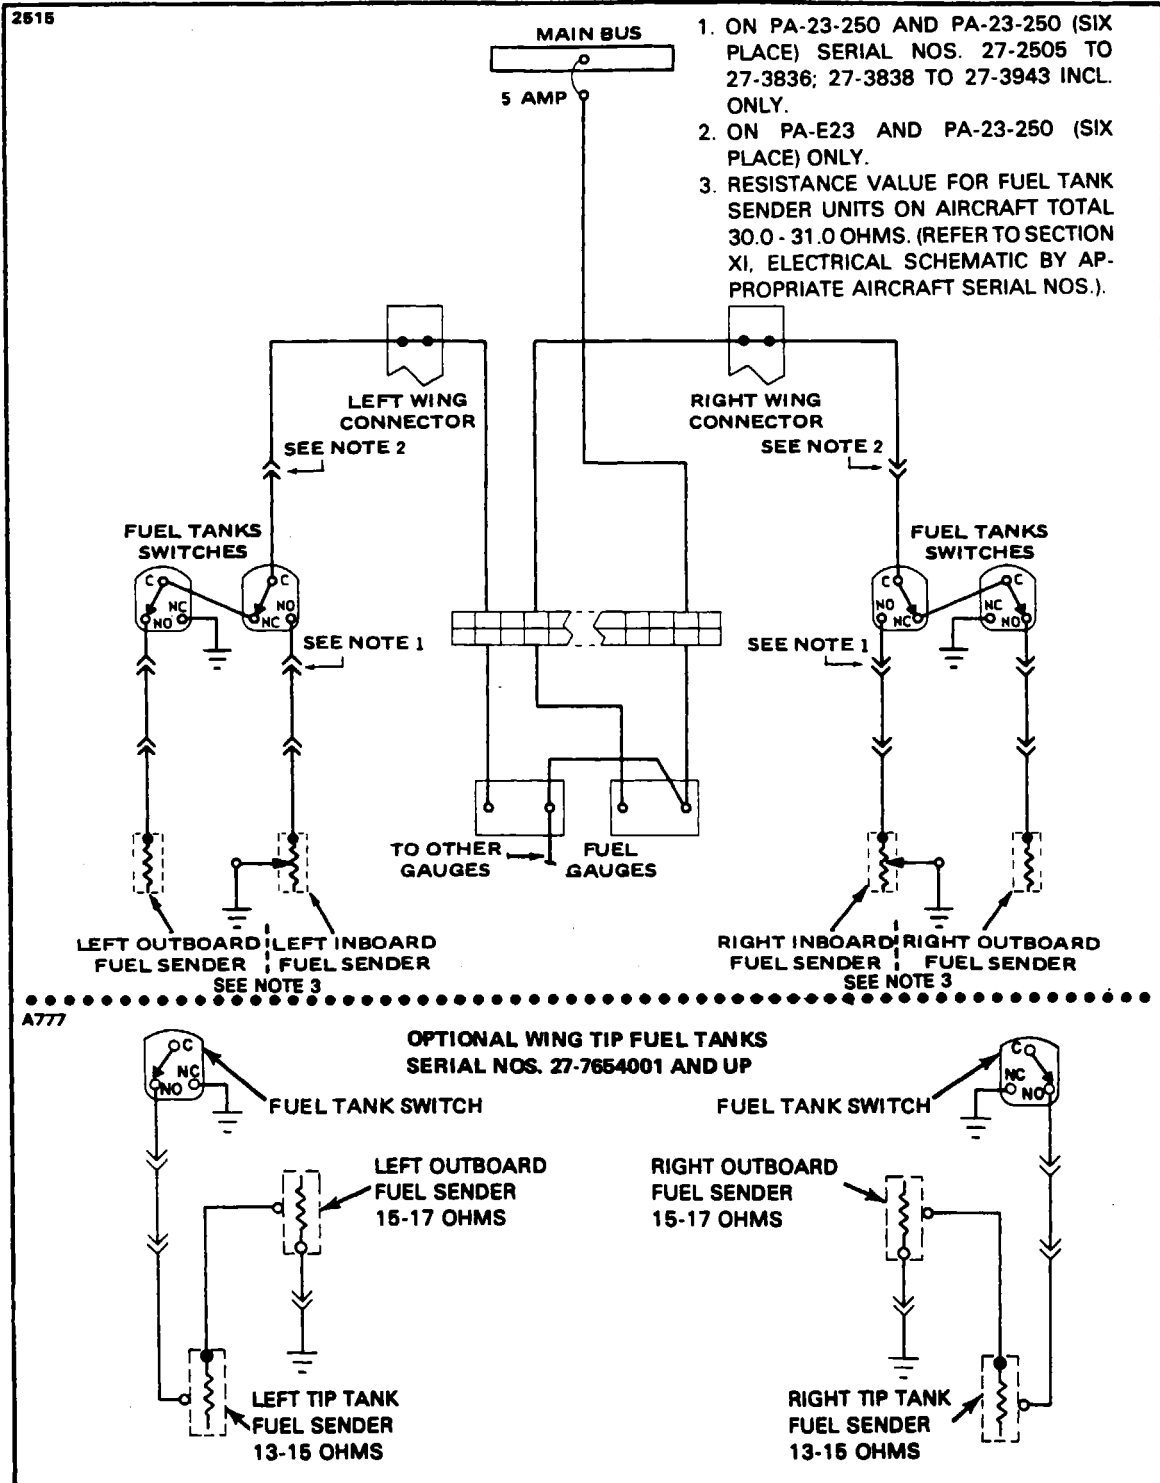 2515
MAIN BUS
5 AMP
1. ON PA-23-250 AND PA-23-250 (SIX
PLACE) SERIAL NOS. 27-2505 TO
27-3836; 27-3838 TO 27-3943 INCL.
ONLY.
2. ON PA-E23 AND PA-23-250 (SIX
PLACE) ONLY.
3. RESISTANCE VALUE FOR FUEL TANK
SENDER UNITS ON AIRCRAFT TOTAL
30.0 - 31.0 OHMS. (REFER TO SECTION
XI, ELECTRICAL SCHEMATIC BY AP-
PROPRIATE AIRCRAFT SERIAL NOS.).
LEFT WING
CONNECTOR
RIGHT WING
CONNECTOR
SEE NOTE 2
SEE NOTE 2
FUEL TANKS
SWITCHES
FUEL TANKS
SWITCHES
C
NC
NO
C
NO
NC
C
NO
NC
C
NC
NO
SEE NOTE 1
SEE NOTE 1
TO OTHER
GAUGES
FUEL
GAUGES
LEFT OUTBOARD
FUEL SENDER
LEFT INBOARD
FUEL SENDER
SEE NOTE 3
RIGHT INBOARD
FUEL SENDER
RIGHT OUTBOARD
FUEL SENDER
SEE NOTE 3
A777
OPTIONAL WING TIP FUEL TANKS
SERIAL NOS. 27-7654001 AND UP
C
NC
NO
FUEL TANK SWITCH
C
NC
NO
FUEL TANK SWITCH
LEFT OUTBOARD
FUEL SENDER
15-17 OHMS
RIGHT OUTBOARD
FUEL SENDER
15-17 OHMS
LEFT TIP TANK
FUEL SENDER
13-15 OHMS
RIGHT TIP TANK
FUEL SENDER
13-15 OHMS